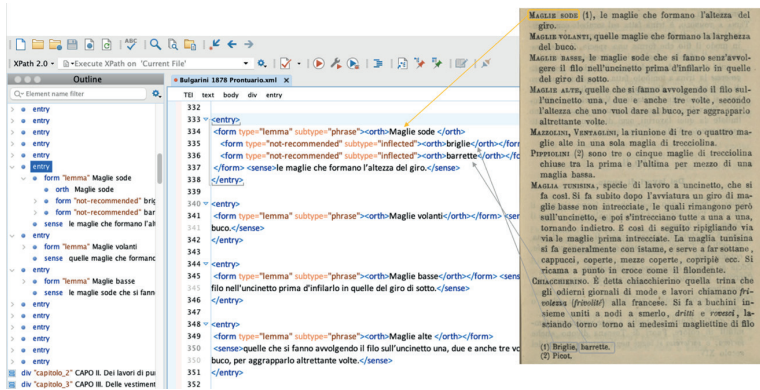 XPath 2.0
Execute XPath on 'Current File'
Outline
Element name filter
entry
entry
entry
entry
entry
form "lemma" Maglie sode
orth Maglie sode
form "not-recommended" brig
form "not-recommended" bar
sense le maglie che formano l'alt
entry
form "lemma" Maglie volanti
sense quelle maglie che formano
entry
form "lemma" Maglie basse
sense le maglie sode che si fann
entry
entry
entry
entry
entry
entry
div "capitolo_2" CAPO II. Dei lavori di pu
div "capitolo_3" CAPO III. Delle vestiment
Bulgarini 1878 Prontuario.xml X
TEI text body div entry
332
333 <entry>
334 <form type="lemma" subtype="phrase"><orth>Maglie sode </orth>
335 <form type="not-recommended" subtype="inflected"><orth>briglie</orth></form
336 <form type="not-recommended" subtype="inflected"><orth>barrette</orth></fo
337 </form> <sense>le maglie che formano l'altezza del giro.</sense>
338 </entry>
339
340 <entry>
341 <form type="lemma" subtype="phrase"><orth>Maglie volanti</orth></form> <sen
341 buco.</sense>
342 </entry>
343
344 <entry>
345 <form type="lemma" subtype="phrase"><orth>Maglie basse</orth></form> <sens
345 filo nell'uncinetto prima d'infilarlo in quelle del giro di sotto.</sense>
346 </entry>
347
348 <entry>
349 <form type="lemma" subtype="phrase"><orth>Maglie alte </orth></form>
350 <sense>quelle che si fanno avvolgendo il filo sull'uncinetto una, due e anche tre vo
350 buco, per aggrapparlo altrettante volte.</sense>
351 </entry>
352
MAGLIE SODE (1), le maglie che formano l'altezza del
giro.
MAGLIE VOLANTI, quelle maglie che formano la larghezza
del buco.
MAGLIE BASSE, le maglie sode che si fanno senz'avvol-
gere il filo nell'uncinetto prima d'infilarlo in quelle
del giro di sotto.
MAGLIE ALTE, quelle che si fanno avvolgendo il filo sul-
l'uncinetto una, due e anche tre volte, secondo
l'altezza che uno vuol dare al buco, per aggrapparlo
altrettante volte.
MAZZOLINI, VENTAGLINI, la riunione di tre o quattro ma-
glie alte in una sola maglia di trecciolina.
PIPPIOLINI (2) sono tre o cinque maglie di trecciolina
chiuse tra la prima e l'ultima per mezzo di una
maglia bassa.
MAGLIA TUNISINA, specie di lavoro a uncinetto, che si
fa così. Si fa subito dopo l'avviatura un giro di ma-
glie basse non intrecciate, le quali rimangono però
sull'uncinetto, e poi s'intrecciano tutte a una a una,
tornando indietro. E così di seguito ripigliando via
via le maglie prima intrecciate. La maglia tunisina
si fa generalmente con istame, e serve a far sottane,
cappucci, coperte, mezze coperte, copripiè ecc. Si
ricama a punto in croce come il filondente.
CHIACCHIERINO. È detta chiacchierino quella trina che
gli odierni giornali di mode e lavori chiamano fri-
volezza (frivolité) alla francese. Si fa a buchini in-
sieme uniti a nodi a smerlo, dritti e rovesci, la-
sciando torno torno ai medesimi magliettine di filo
(1) Briglie, barrette.
(2) Picot.